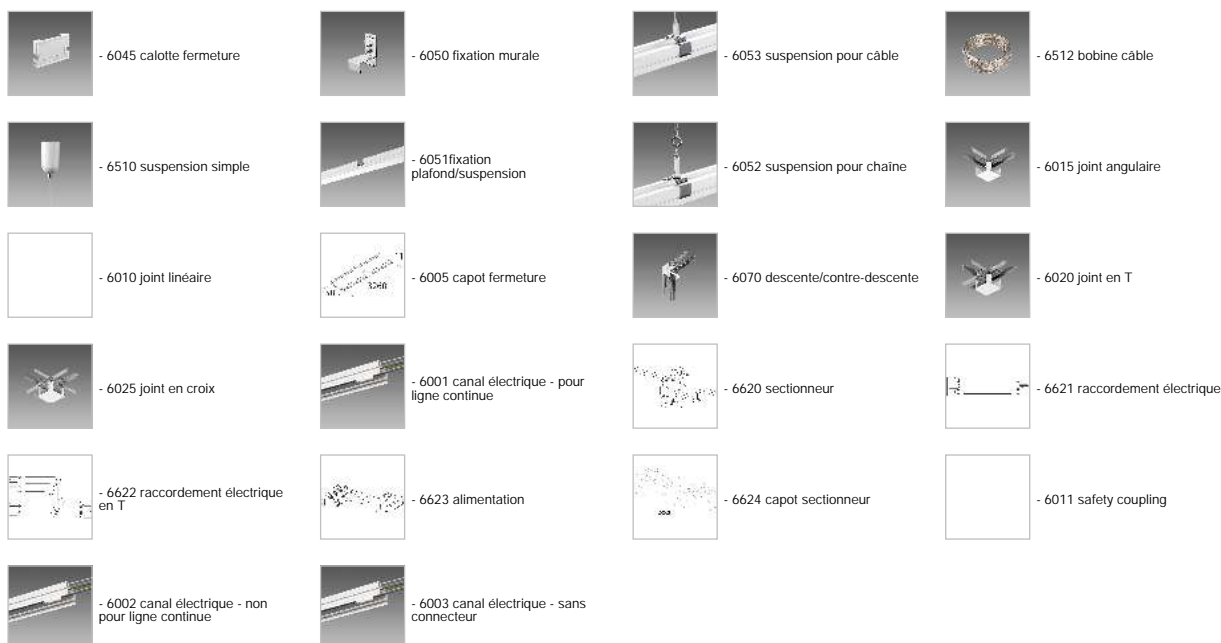 - 6045 calotte fermeture
- 6050 fixation murale
- 6053 suspension pour câble
- 6512 bobine câble
- 6510 suspension simple
- 6051fixation
plafond/suspension
- 6052 suspension pour chaîne
- 6015 joint angulaire
- 6010 joint linéaire
- 6005 capot fermeture
- 6070 descente/contre-descente
- 6020 joint en T
- 6025 joint en croix
- 6001 canal électrique - pour
ligne continue
- 6620 sectionneur
- 6621 raccordement électrique
- 6622 raccordement électrique
en T
- 6623 alimentation
- 6624 capot sectionneur
- 6011 safety coupling
- 6002 canal électrique - non
pour ligne continue
- 6003 canal électrique - sans
connecteur